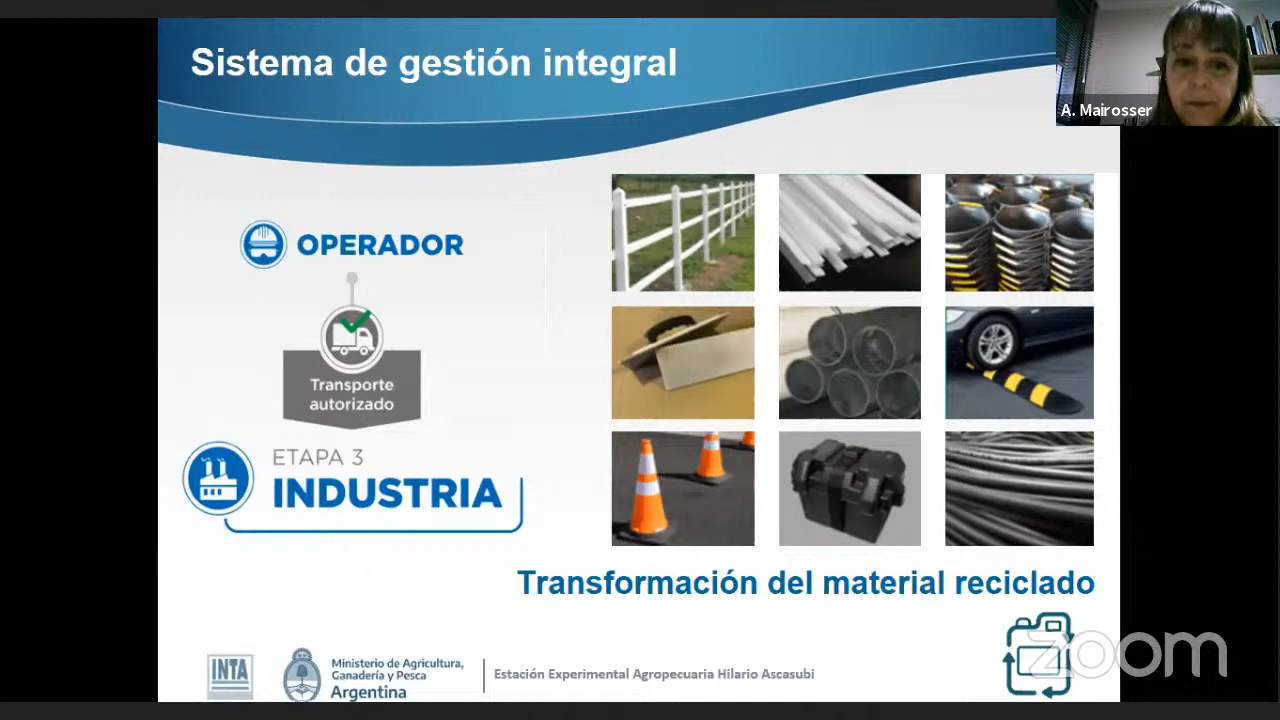 Sistema de gestión integral
A. Mairosser
OPERADOR
Transporte
autorizado
ETAPA 3
INDUSTRIA
Transformación del material reciclado
INTA
Ministerio de Agricultura,
Ganadería y Pesca
Argentina
Estación Experimental Agropecuaria Hilario Ascasubi
zoom